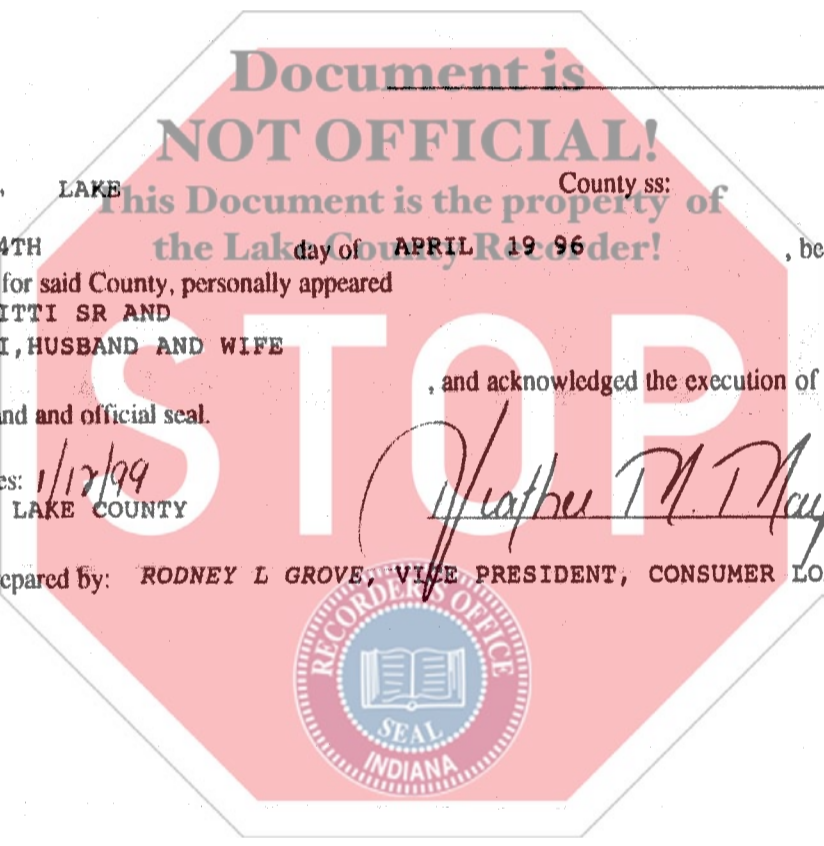 Document is
NOT OFFICIAL!
, LAKE County ss:
This Document is the property of
4TH day of APRIL 19 96 , be
the Lake County Recorder!
for said County, personally appeared
ITTI SR AND
I,HUSBAND AND WIFE
, and acknowledged the execution of
and official seal.
STOP
es: 1/12/99
LAKE COUNTY
Heather M. May
epared by: RODNEY L GROVE, VICE PRESIDENT, CONSUMER LO
RECORDER'S OFFICE
SEAL
INDIANA